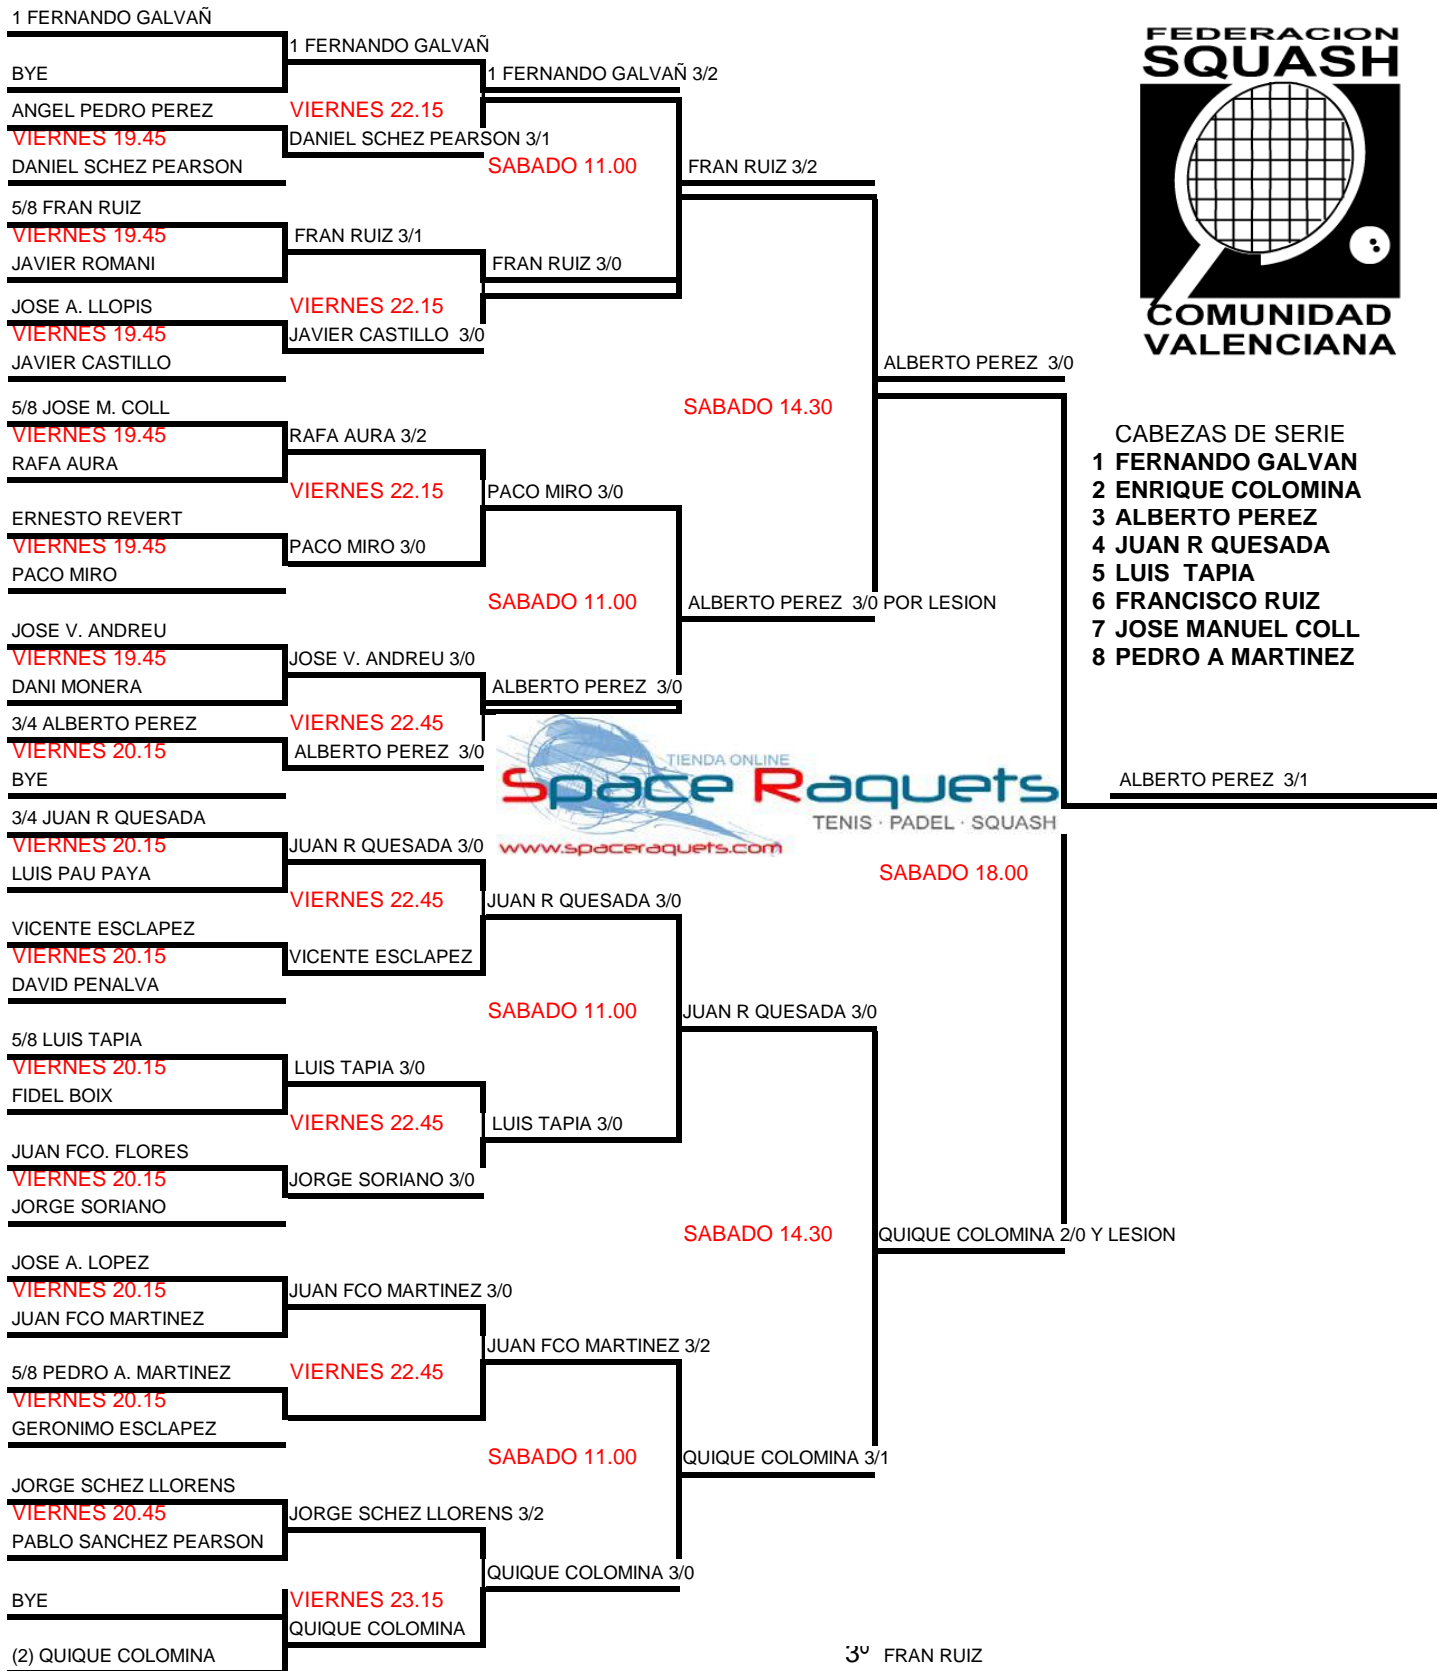 1 FERNANDO GALVAÑ
BYE
ANGEL PEDRO PEREZ
VIERNES 19.45
DANIEL SCHEZ PEARSON
5/8 FRAN RUIZ
VIERNES 19.45
JAVIER ROMANI
JOSE A. LLOPIS
VIERNES 19.45
JAVIER CASTILLO
5/8 JOSE M. COLL
VIERNES 19.45
RAFA AURA
ERNESTO REVERT
VIERNES 19.45
PACO MIRO
JOSE V. ANDREU
VIERNES 19.45
DANI MONERA
3/4 ALBERTO PEREZ
VIERNES 20.15
BYE
3/4 JUAN R QUESADA
VIERNES 20.15
LUIS PAU PAYA
VICENTE ESCLAPEZ
VIERNES 20.15
DAVID PENALVA
5/8 LUIS TAPIA
VIERNES 20.15
FIDEL BOIX
JUAN FCO. FLORES
VIERNES 20.15
JORGE SORIANO
JOSE A. LOPEZ
VIERNES 20.15
JUAN FCO MARTINEZ
5/8 PEDRO A. MARTINEZ
VIERNES 20.15
GERONIMO ESCLAPEZ
JORGE SCHEZ LLORENS
VIERNES 20.45
PABLO SANCHEZ PEARSON
BYE
(2) QUIQUE COLOMINA
1 FERNANDO GALVAÑ
VIERNES 22.15
DANIEL SCHEZ PEARSON 3/1
FRAN RUIZ 3/1
VIERNES 22.15
JAVIER CASTILLO 3/0
RAFA AURA 3/2
VIERNES 22.15
PACO MIRO 3/0
JOSE V. ANDREU 3/0
VIERNES 22.45
ALBERTO PEREZ 3/0
JUAN R QUESADA 3/0
VIERNES 22.45
VICENTE ESCLAPEZ
LUIS TAPIA 3/0
VIERNES 22.45
JORGE SORIANO 3/0
JUAN FCO MARTINEZ 3/0
VIERNES 22.45
JORGE SCHEZ LLORENS 3/2
VIERNES 23.15
QUIQUE COLOMINA
1 FERNANDO GALVAÑ 3/2
SABADO 11.00
FRAN RUIZ 3/0
PACO MIRO 3/0
SABADO 11.00
ALBERTO PEREZ 3/0
JUAN R QUESADA 3/0
SABADO 11.00
LUIS TAPIA 3/0
JUAN FCO MARTINEZ 3/2
SABADO 11.00
QUIQUE COLOMINA 3/0
FRAN RUIZ 3/2
SABADO 14.30
ALBERTO PEREZ 3/0 POR LESION
JUAN R QUESADA 3/0
SABADO 14.30
QUIQUE COLOMINA 3/1
ALBERTO PEREZ 3/0
TIENDA ONLINE
Space Raquets
TENIS · PADEL · SQUASH
www.spaceraquets.com
SABADO 18.00
QUIQUE COLOMINA 2/0 Y LESION
ALBERTO PEREZ 3/1
3º FRAN RUIZ
FEDERACION
SQUASH
COMUNIDAD
VALENCIANA
CABEZAS DE SERIE
1 FERNANDO GALVAN
2 ENRIQUE COLOMINA
3 ALBERTO PEREZ
4 JUAN R QUESADA
5 LUIS TAPIA
6 FRANCISCO RUIZ
7 JOSE MANUEL COLL
8 PEDRO A MARTINEZ